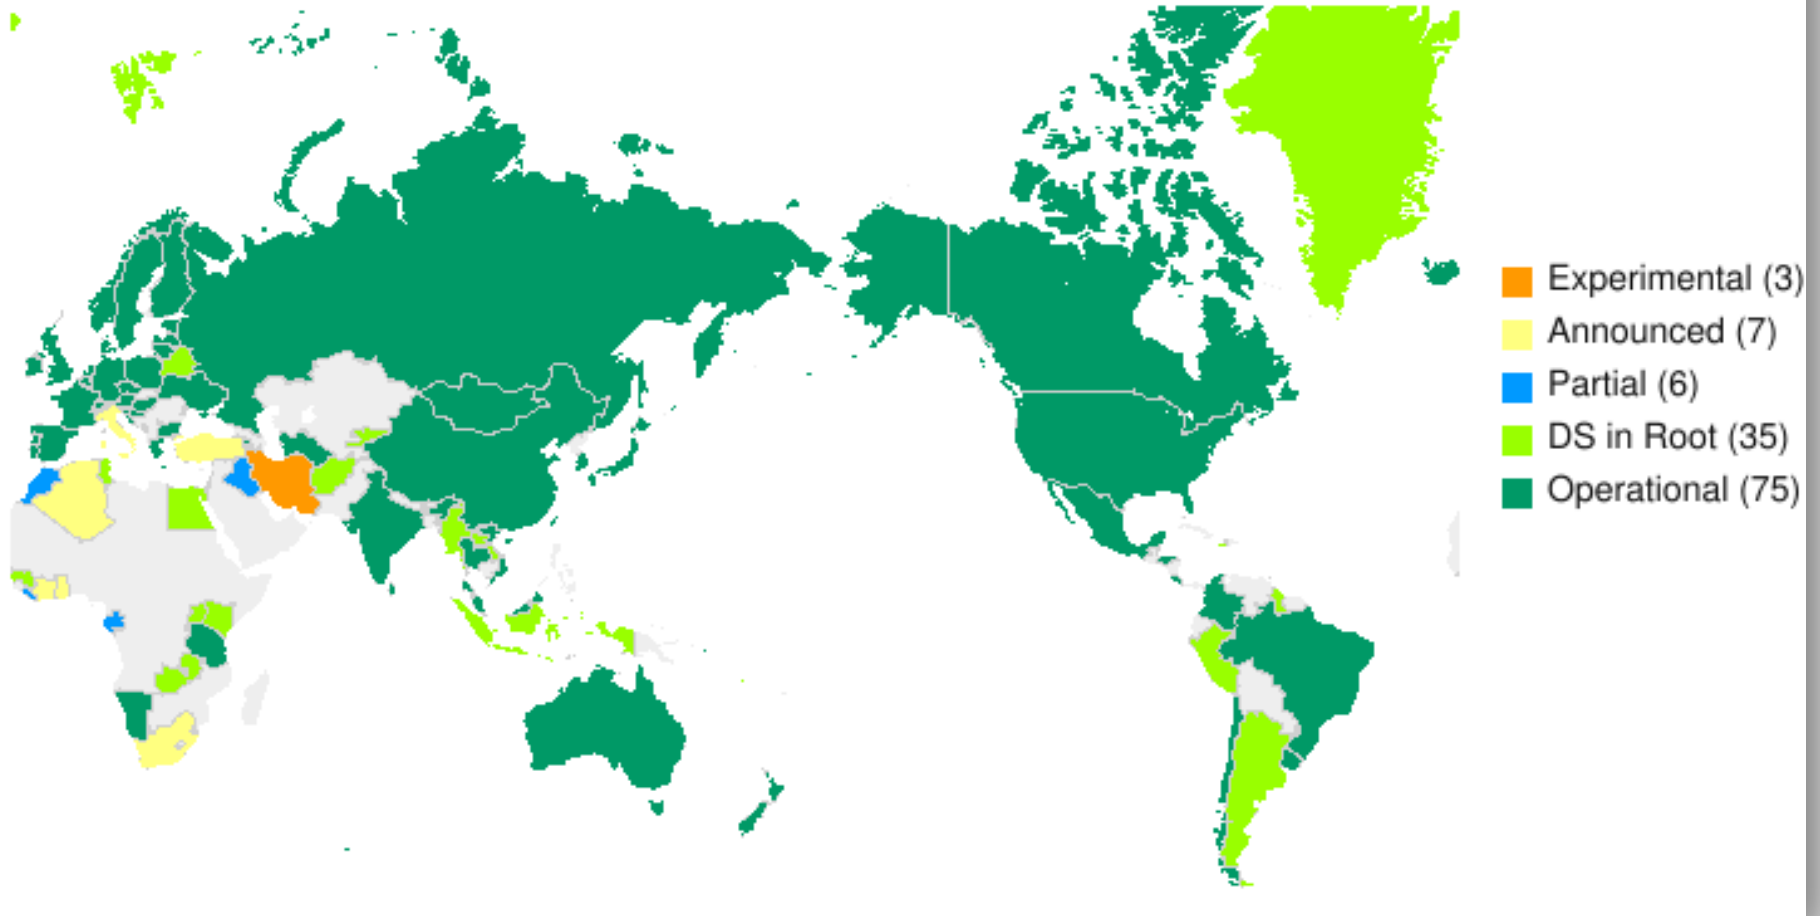 Experimental (3)
Announced (7)
Partial (6)
DS in Root (35)
Operational (75)